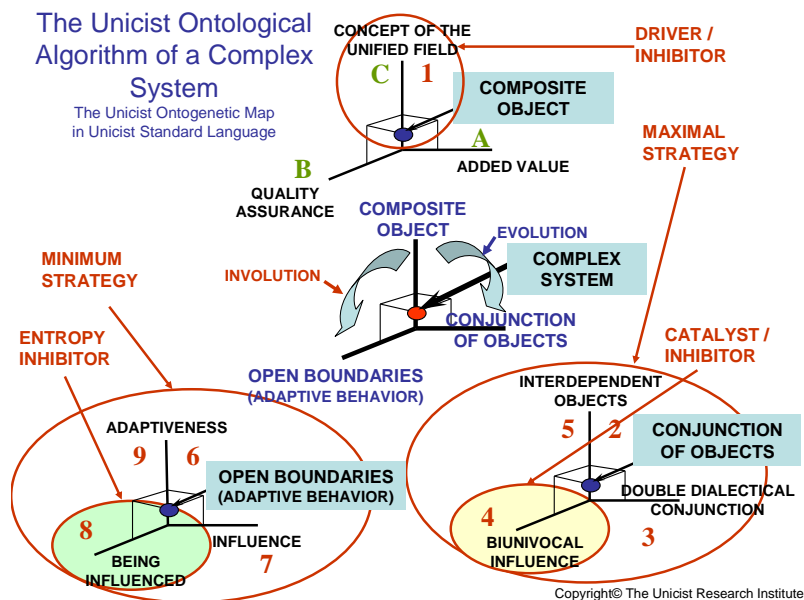 The Unicist Ontological
Algorithm of a Complex
System
The Unicist Ontogenetic Map
in Unicist Standard Language
CONCEPT OF THE
UNIFIED FIELD
C
1
DRIVER /
INHIBITOR
COMPOSITE
OBJECT
A
ADDED VALUE
B
QUALITY
ASSURANCE
MAXIMAL
STRATEGY
COMPOSITE
OBJECT
EVOLUTION
INVOLUTION
COMPLEX
SYSTEM
CONJUNCTION
OF OBJECTS
OPEN BOUNDARIES
(ADAPTIVE BEHAVIOR)
MINIMUM
STRATEGY
ENTROPY
INHIBITOR
CATALYST /
INHIBITOR
ADAPTIVENESS
9
6
OPEN BOUNDARIES
(ADAPTIVE BEHAVIOR)
8
INFLUENCE
7
BEING
INFLUENCED
INTERDEPENDENT
OBJECTS
5
2
CONJUNCTION
OF OBJECTS
DOUBLE DIALECTICAL
CONJUNCTION
4
3
BIUNIVOCAL
INFLUENCE
Copyright© The Unicist Research Institute